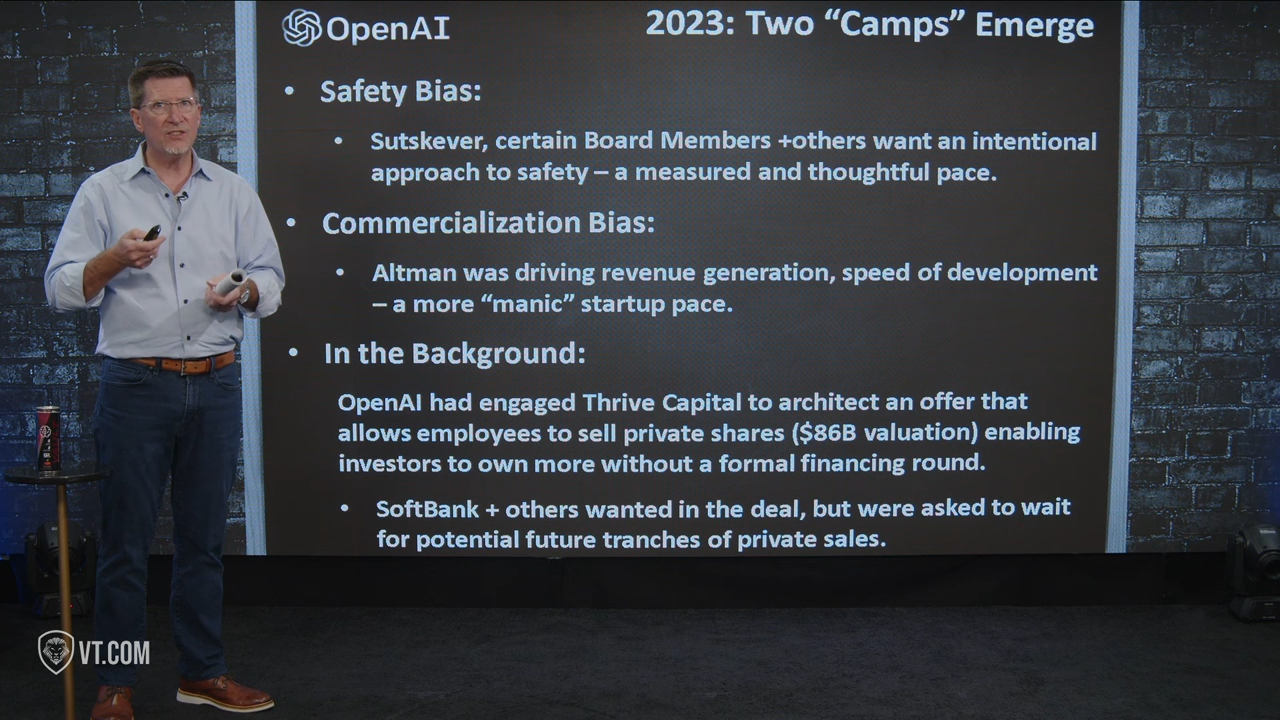 OpenAI
2023: Two “Camps” Emerge
• Safety Bias:
• Sutskever, certain Board Members +others want an intentional
approach to safety – a measured and thoughtful pace.
• Commercialization Bias:
• Altman was driving revenue generation, speed of development
– a more “manic” startup pace.
• In the Background:
OpenAI had engaged Thrive Capital to architect an offer that
allows employees to sell private shares ($86B valuation) enabling
investors to own more without a formal financing round.
• SoftBank + others wanted in the deal, but were asked to wait
for potential future tranches of private sales.
VT.COM